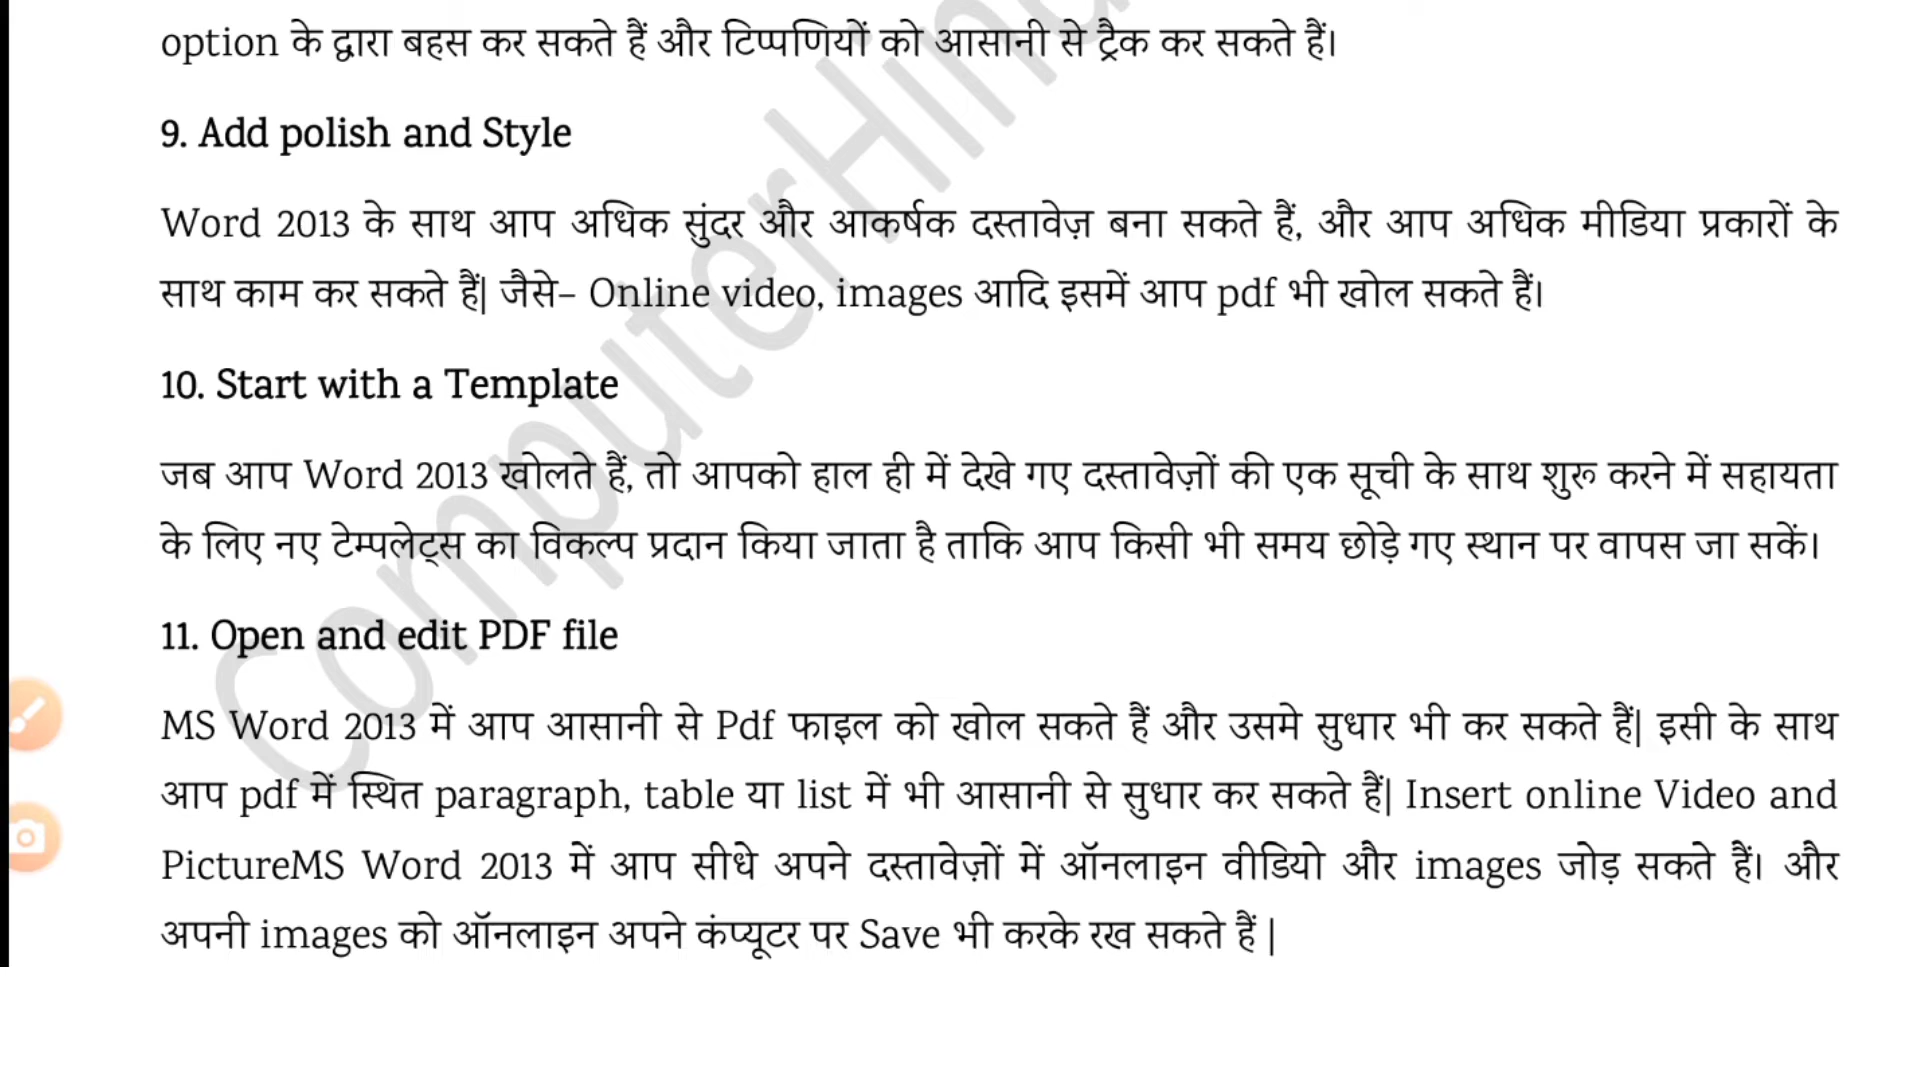 option के द्वारा बहस कर सकते हैं और टिप्पणियों को आसानी से ट्रैक कर सकते हैं।
9. Add polish and Style
Word 2013 के साथ आप अधिक सुंदर और आकर्षक दस्तावेज़ बना सकते हैं, और आप अधिक मीडिया प्रकारों के
साथ काम कर सकते हैं| जैसे– Online video, images आदि इसमें आप pdf भी खोल सकते हैं।
10. Start with a Template
जब आप Word 2013 खोलते हैं, तो आपको हाल ही में देखे गए दस्तावेज़ों की एक सूची के साथ शुरू करने में सहायता
के लिए नए टेम्पलेट्स का विकल्प प्रदान किया जाता है ताकि आप किसी भी समय छोड़े गए स्थान पर वापस जा सकें।
11. Open and edit PDF file
MS Word 2013 में आप आसानी से Pdf फाइल को खोल सकते हैं और उसमे सुधार भी कर सकते हैं| इसी के साथ
आप pdf में स्थित paragraph, table या list में भी आसानी से सुधार कर सकते हैं| Insert online Video and
PictureMS Word 2013 में आप सीधे अपने दस्तावेज़ों में ऑनलाइन वीडियो और images जोड़ सकते हैं। और
अपनी images को ऑनलाइन अपने कंप्यूटर पर Save भी करके रख सकते हैं |
ComputerHind